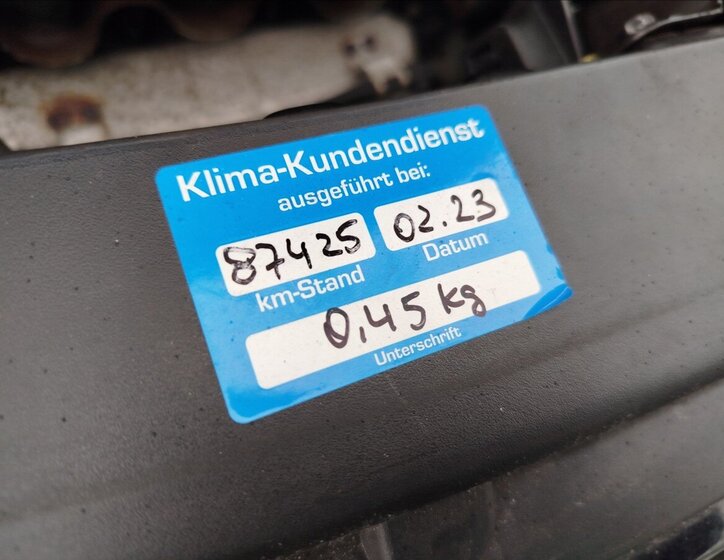 Klima-Kundendienst
ausgeführt bei:
87425 02.23
km-Stand Datum
0,45 kg
Unterschrift